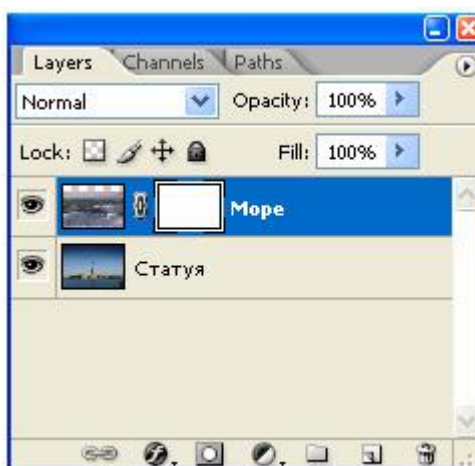 Layers Channels Paths
Normal Opacity: 100%
Lock: Fill: 100%
Море
Статуя